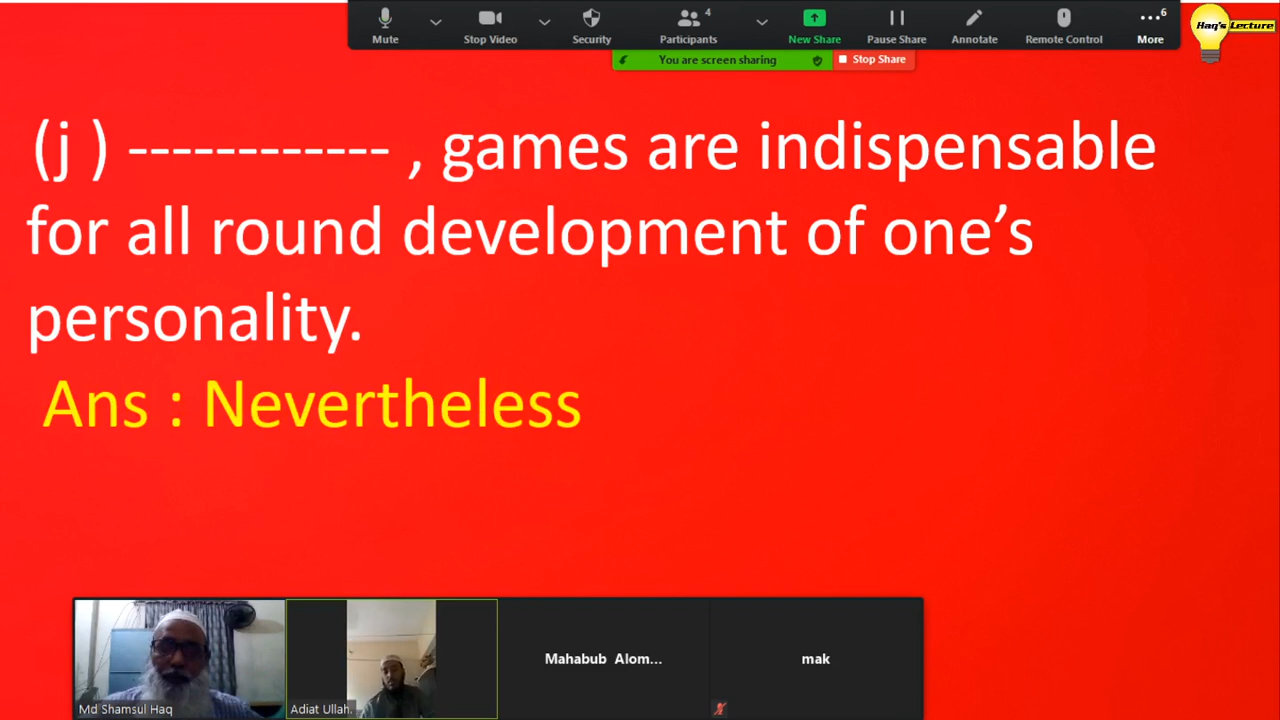 4
6
Mute
Stop Video
Security
Participants
New Share
Pause Share
Annotate
Remote Control
More
Haq's Lecture
You are screen sharing
Stop Share
(j ) ------------ , games are indispensable
for all round development of one’s
personality.
Ans : Nevertheless
Mahabub Alom...
mak
Md Shamsul Haq
Adiat Ullah.